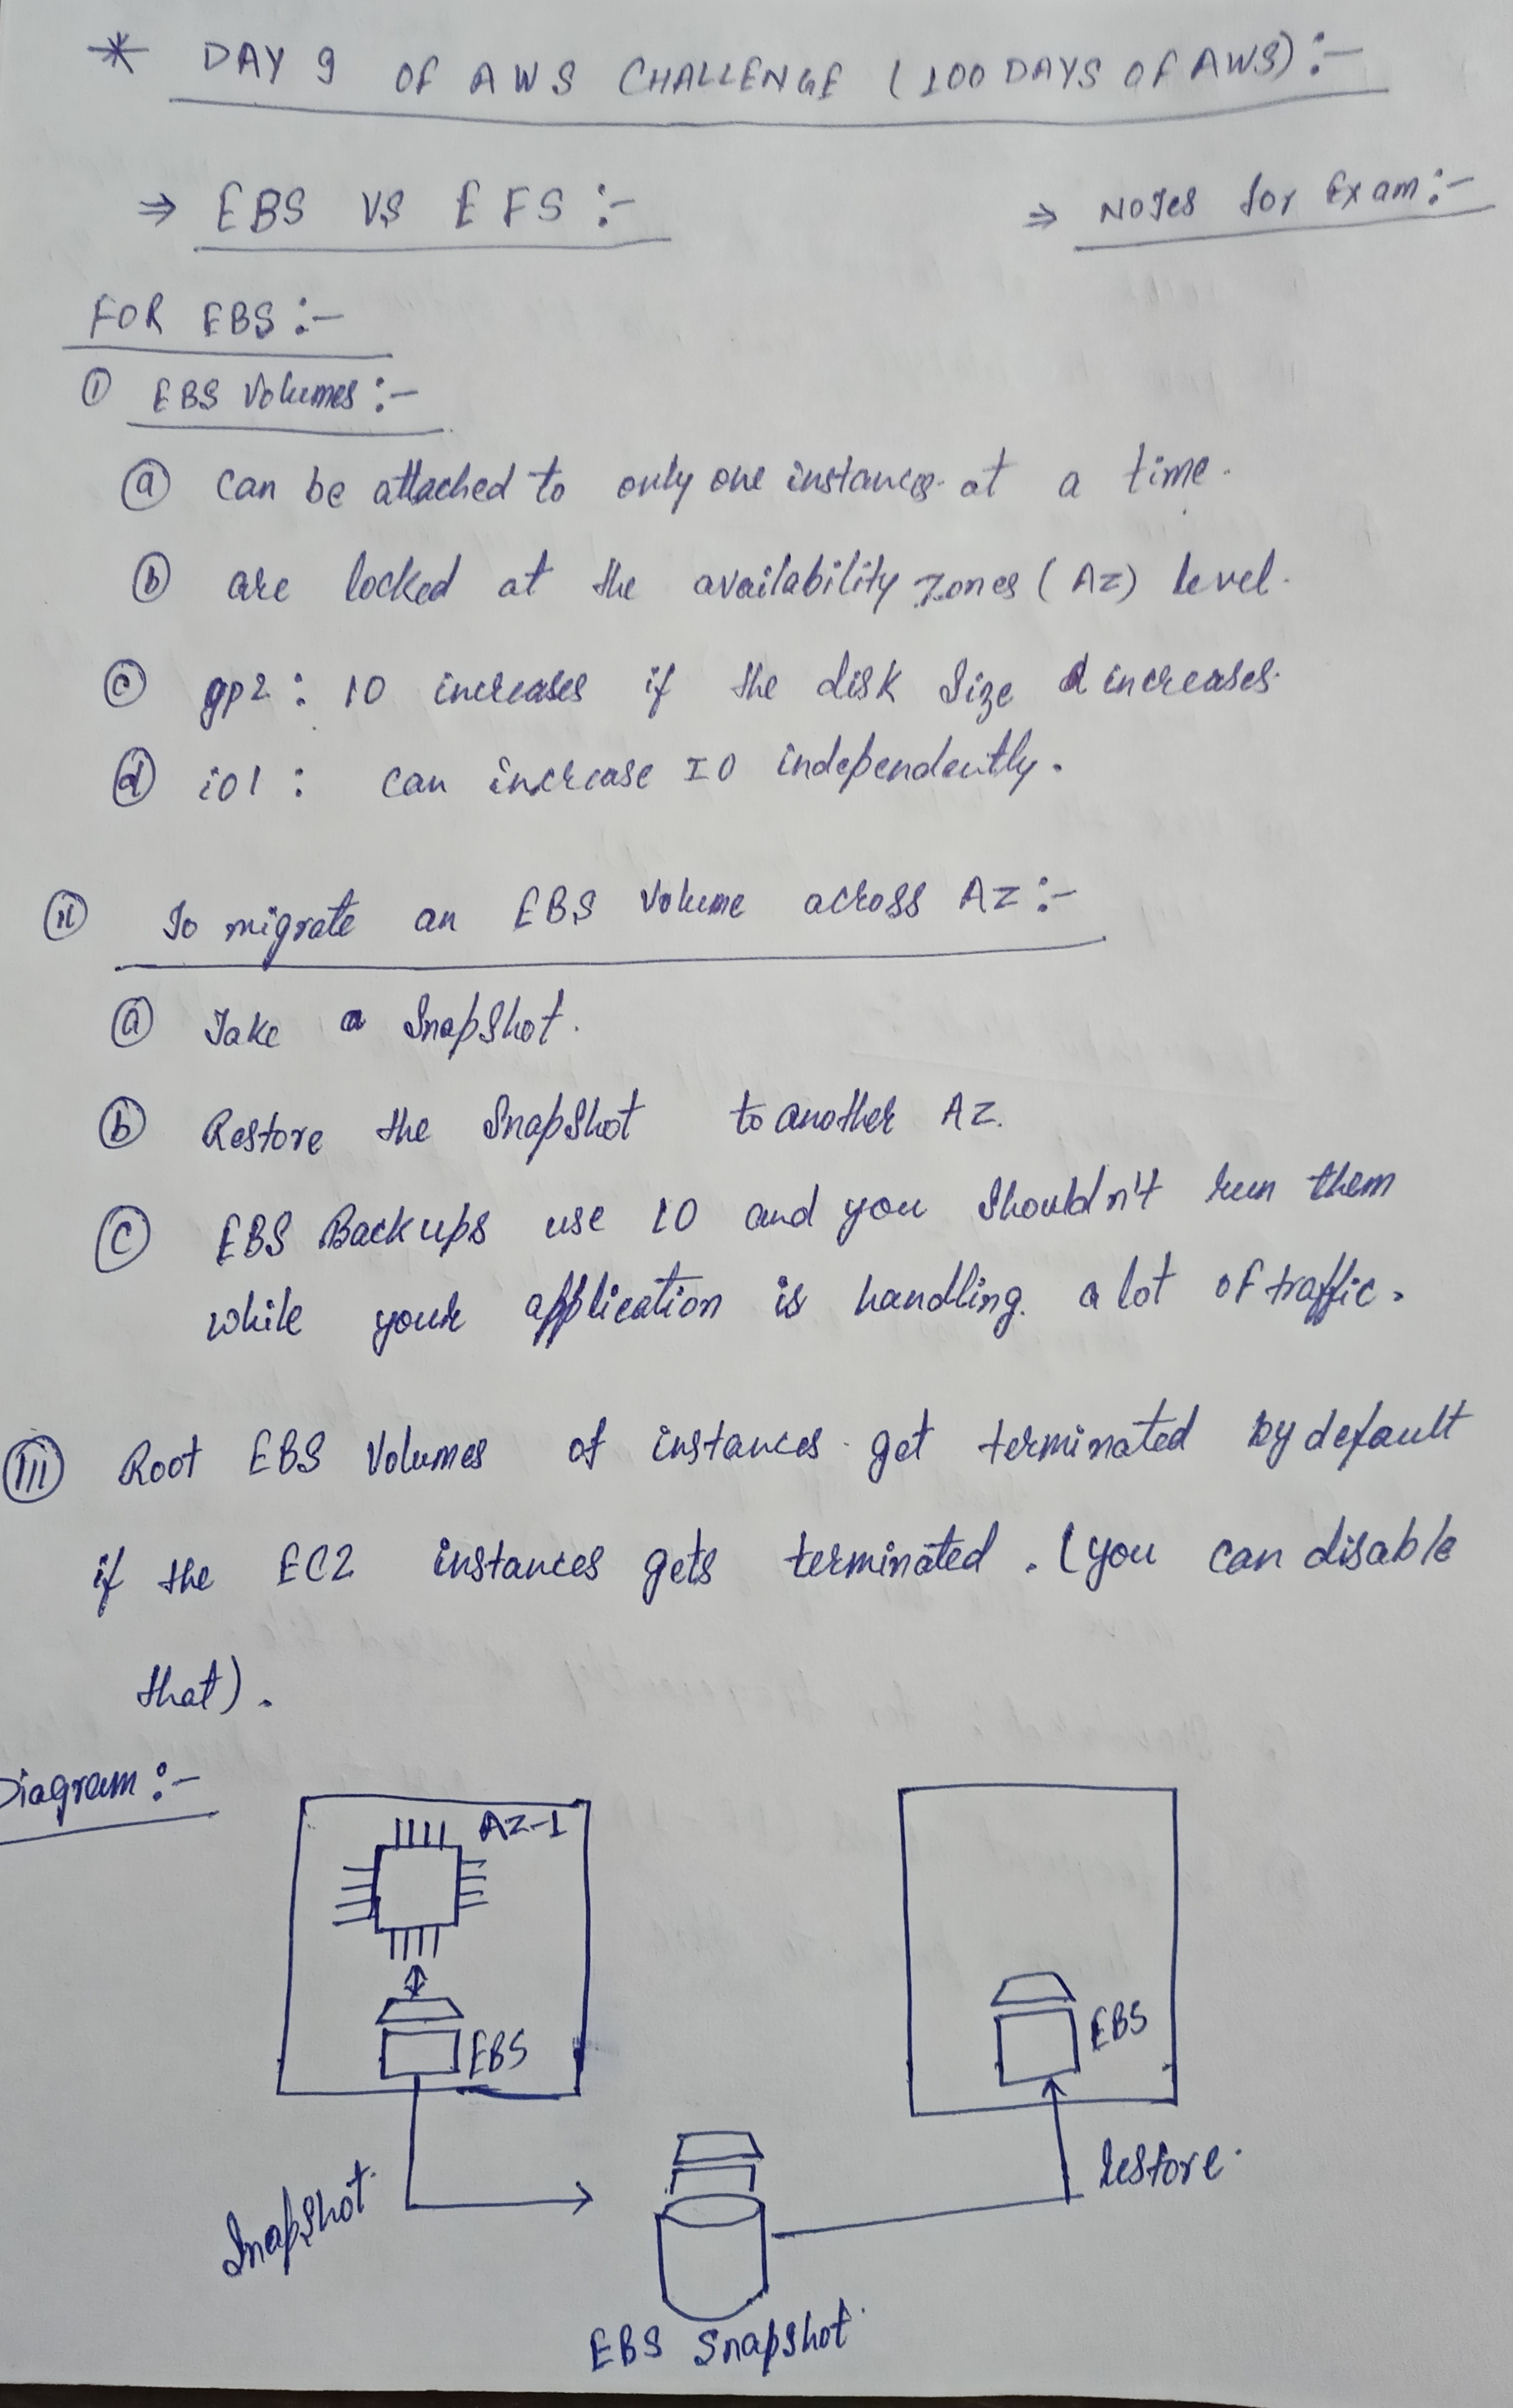 * DAY 9 OF AWS CHALLENGE (100 DAYS OF AWS) :-
⇒ EBS VS EFS :-
⇒ Notes for Exam :-
FOR EBS :-
① EBS Volumes :-
ⓐ can be attached to only one instances at a time.
ⓑ are locked at the availability zones (AZ) level.
ⓒ gp2 : IO increases if the disk size increases.
ⓓ io1 : can increase IO independently.
(ii) To migrate an EBS Volume across AZ :-
ⓐ Take a Snapshot.
ⓑ Restore the Snapshot to another AZ.
ⓒ EBS Backups use IO and you shouldn't run them
while your application is handling a lot of traffic.
(iii) Root EBS Volumes of instances get terminated by default
if the EC2 instances gets terminated. (you can disable
that).
Diagram :-
AZ-1
EBS
EBS
Snapshot.
Restore.
EBS Snapshot.